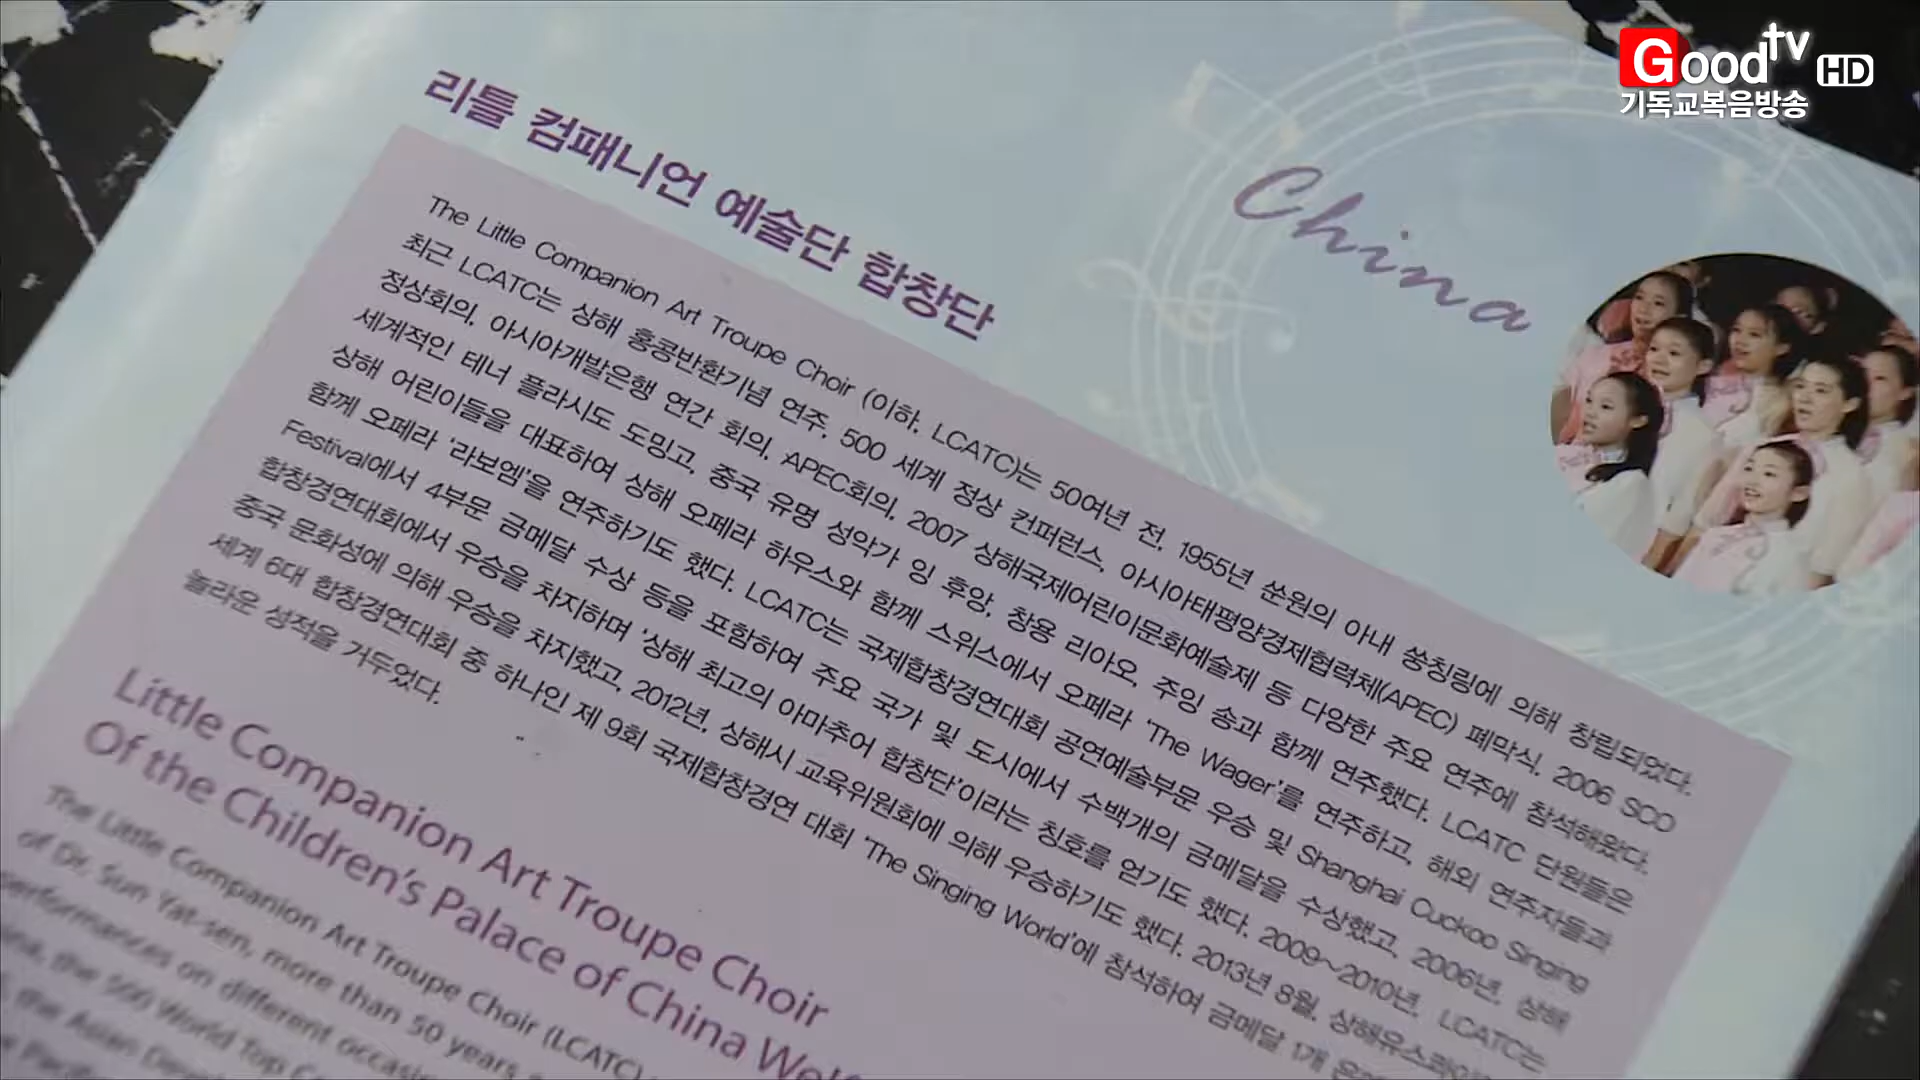 Good tv HD
기독교복음방송
리틀 컴패니언 예술단 합창단
China
The Little Companion Art Troupe Choir (이하, LCATC)는 50여년 전, 1955년 쑨원의 아내 쑹칭링에 의해 창립되었다.
최근 LCATC는 상해 홍콩반환기념 연주, 500 세계 정상 컨퍼런스, 아시아태평양경제협력체(APEC) 폐막식, 2006 SCO
정상회의, 아시아개발은행 연간 회의, APEC회의, 2007 상해국제어린이문화예술제 등 다양한 주요 연주에 참석해왔다.
세계적인 테너 플라시도 도밍고, 중국 유명 성악가 잉 후앙, 창용 리아오, 주잉 송과 함께 연주했다. LCATC 단원들은
상해 어린이들을 대표하여 상해 오페라 하우스와 함께 스위스에서 오페라 'The Wager'를 연주하고, 해외 연주자들과
함께 오페라 '라보엠'을 연주하기도 했다. LCATC는 국제합창경연대회 공연예술부문 우승 및 Shanghai Cuckoo Singing
Festival에서 4부문 금메달 수상 등을 포함하여 주요 국가 및 도시에서 수백개의 금메달을 수상했고, 2006년, 상해
합창경연대회에서 우승을 차지하며 '상해 최고의 아마추어 합창단'이라는 칭호를 얻기도 했다. 2009~2010년, LCATC는
중국 문화성에 의해 우승을 차지했고, 2012년, 상해시 교육위원회에 의해 우승하기도 했다. 2013년 8월,
세계 6대 합창경연대회 중 하나인 제 9회 국제합창경연 대회 'The Singing World'에 참석하여 금메달 1개
놀라운 성적을 거두었다.
Little Companion Art Troupe Choir
Of the Children's Palace of China
The Little Companion Art Troupe Choir (LCATC)
of Dr. Sun Yat-sen, more than 50 years
performances on different
the 500 World Top
the Asian